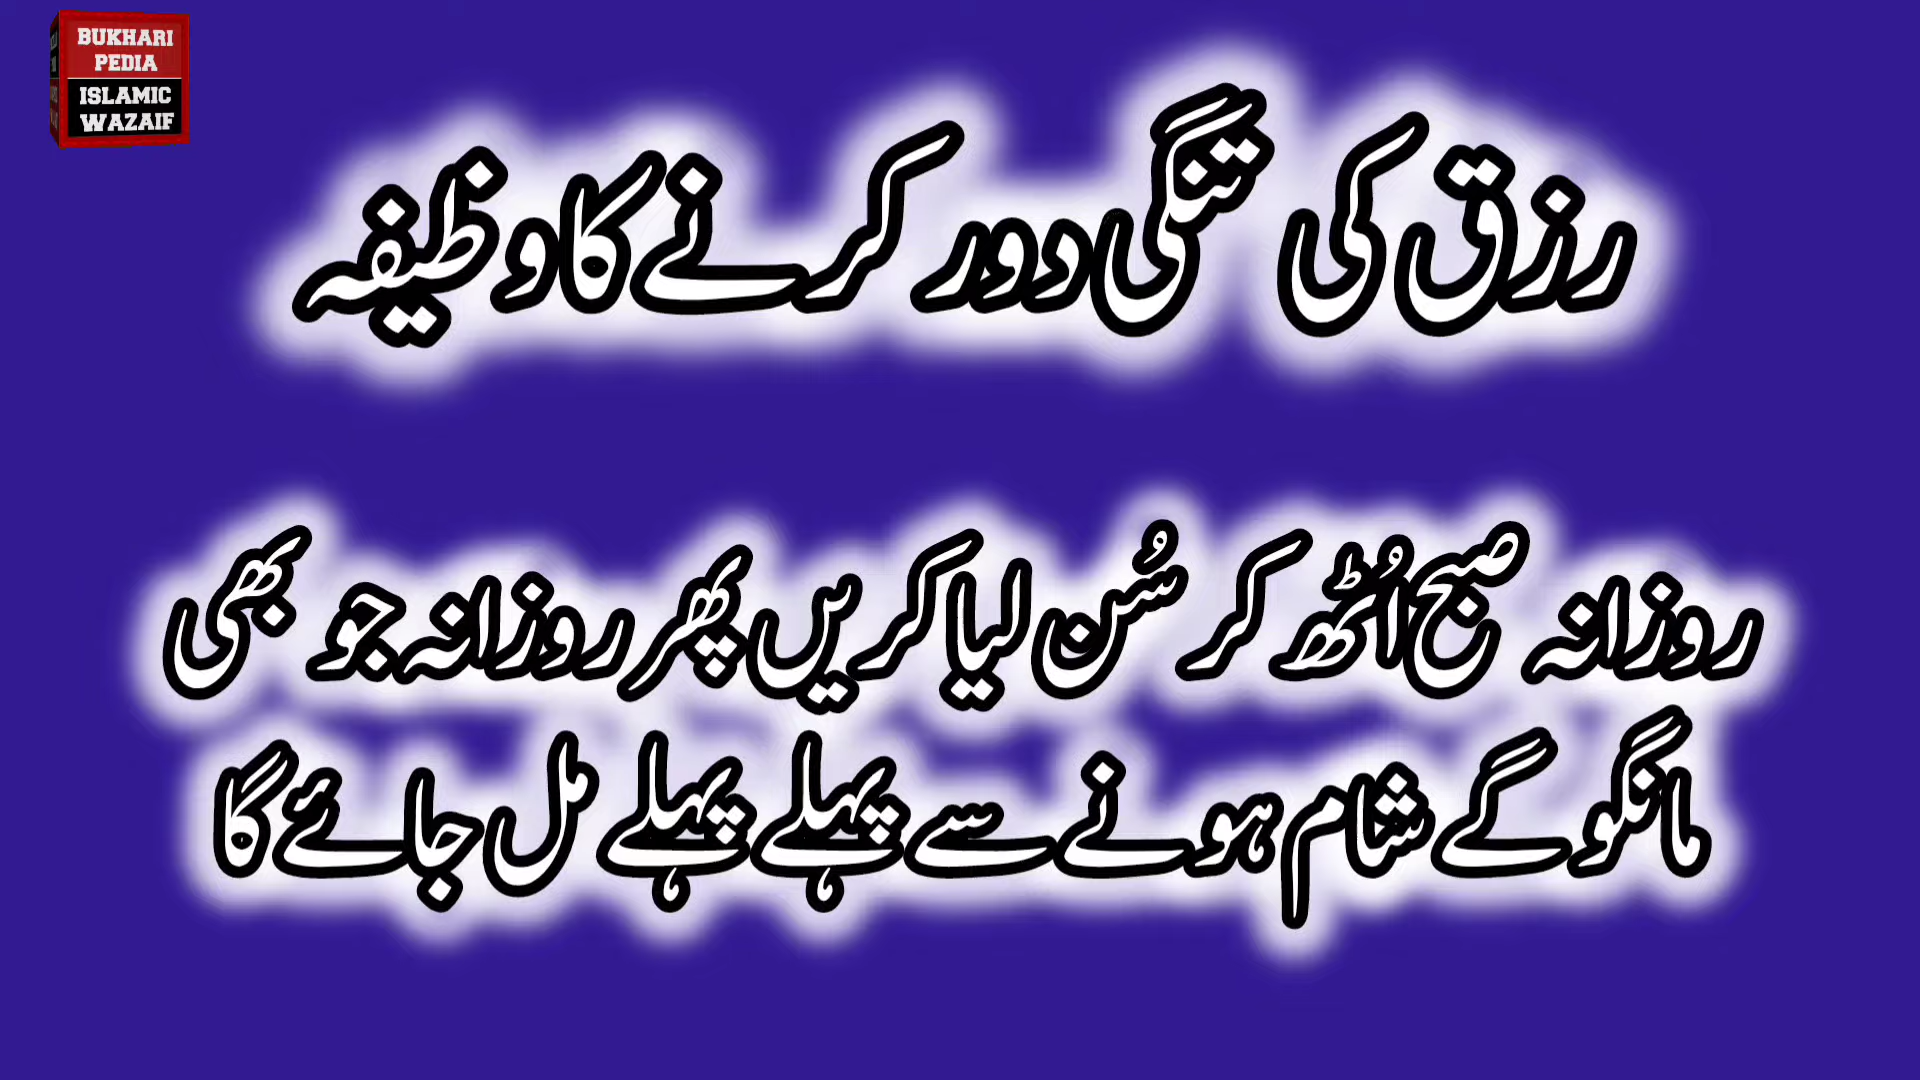 BUKHARI
PEDIA
ISLAMIC
WAZAIF
رزق کی تنگی دور کرنے کا وظیفہ
روزانہ صبح اُٹھ کر سُن لیا کریں پھر روزانہ جو بھی
مانگو گے شام ہونے سے پہلے پہلے مل جائے گا